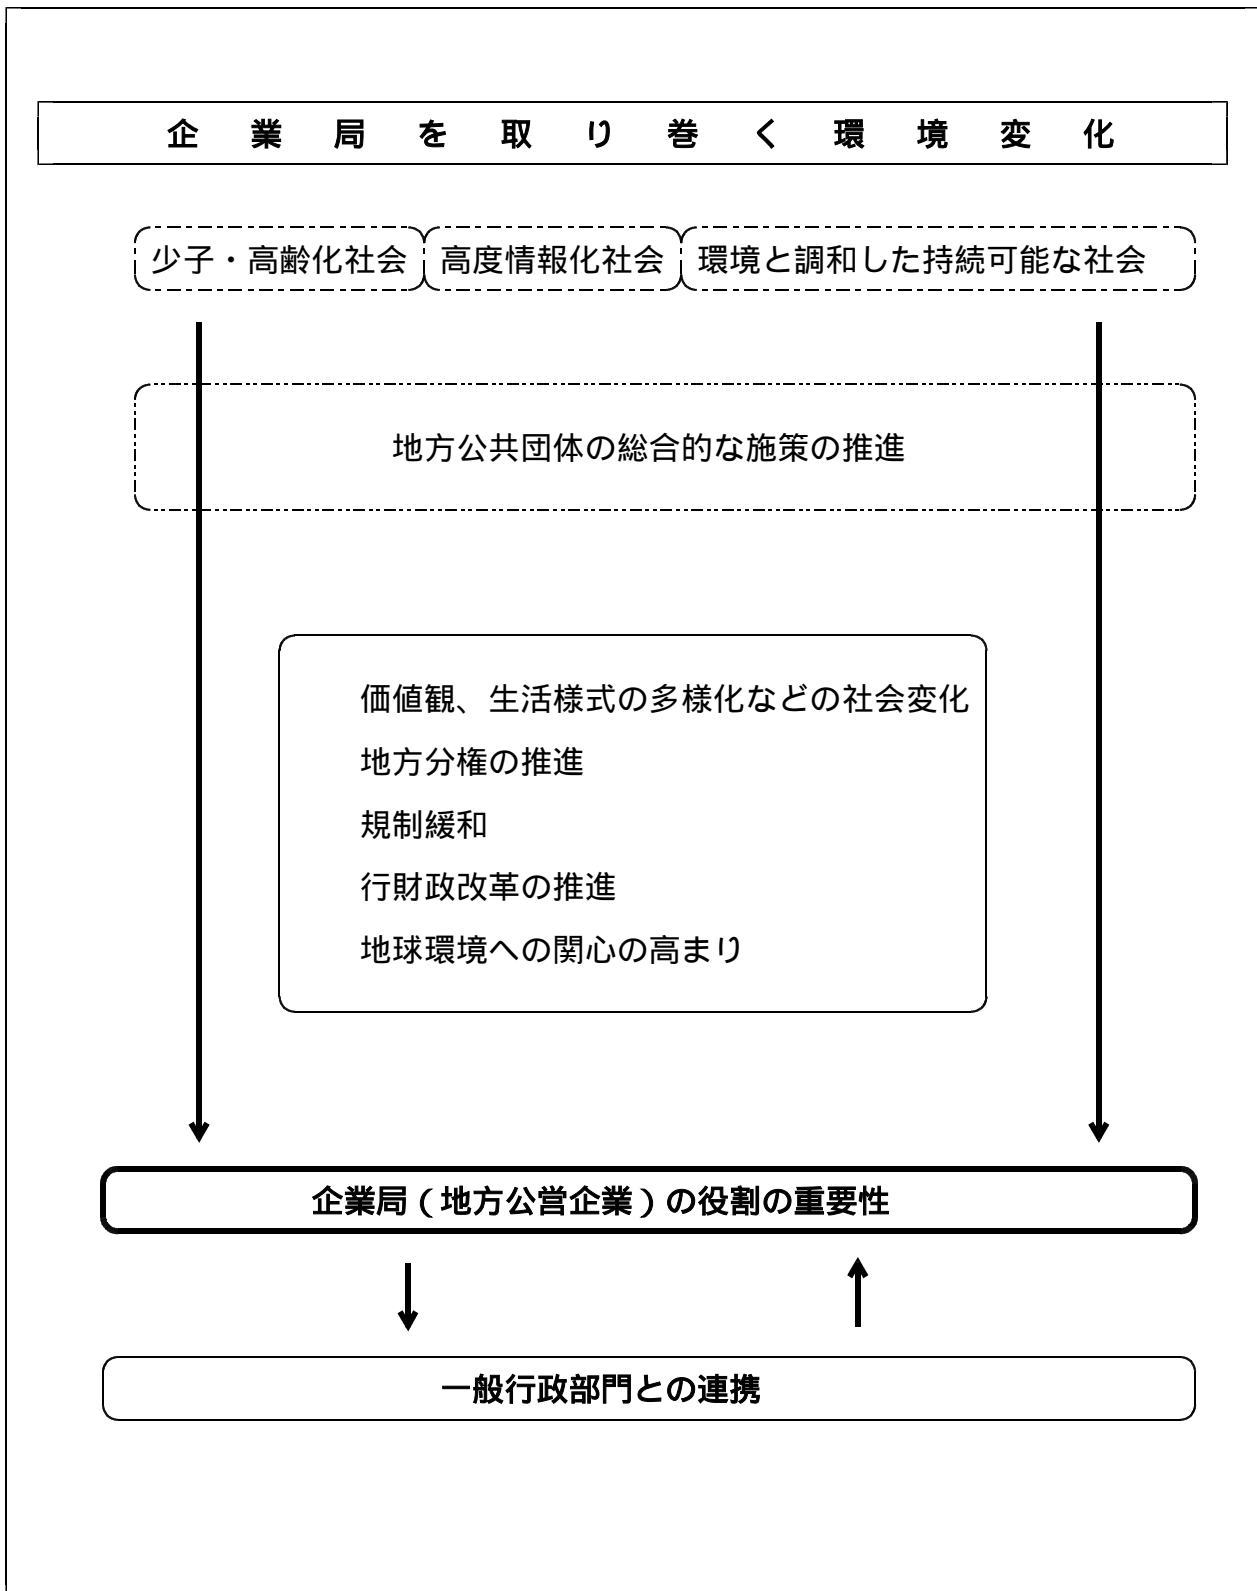 企業局を取り巻く環境変化
少子・高齢化社会 高度情報化社会 環境と調和した持続可能な社会
地方公共団体の総合的な施策の推進
価値観、生活様式の多様化などの社会変化
地方分権の推進
規制緩和
行財政改革の推進
地球環境への関心の高まり
企業局(地方公営企業)の役割の重要性
一般行政部門との連携